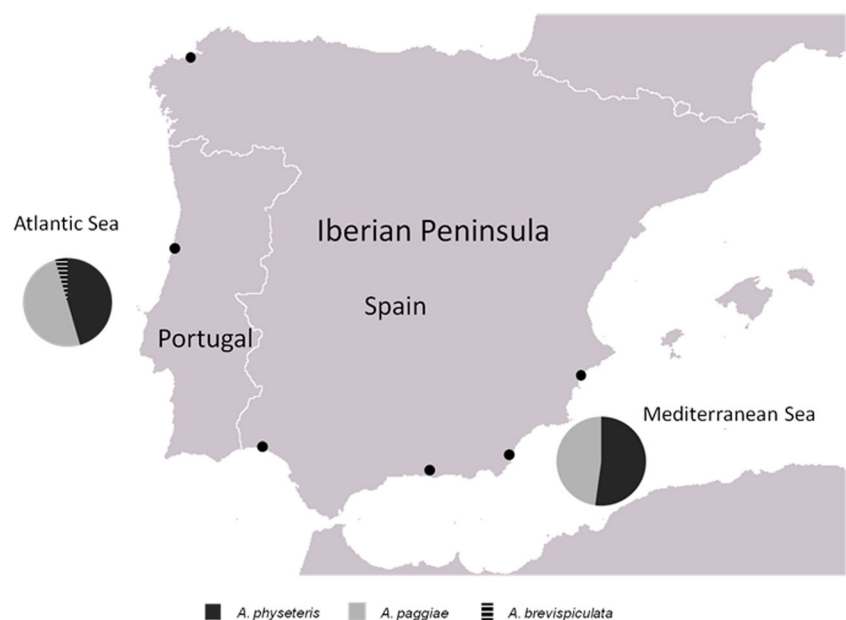 Atlantic Sea
Iberian Peninsula
Spain
Portugal
Mediterranean Sea
A. physeteris A. paggiae A. brevispiculata